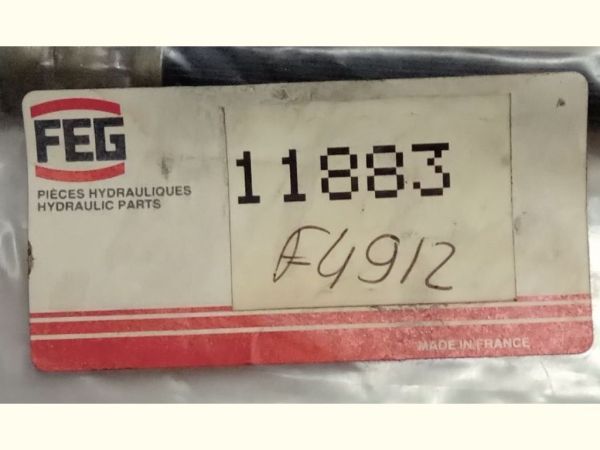 FEG
PIÈCES HYDRAULIQUES
HYDRAULIC PARTS
11883
F4912
MADE IN FRANCE